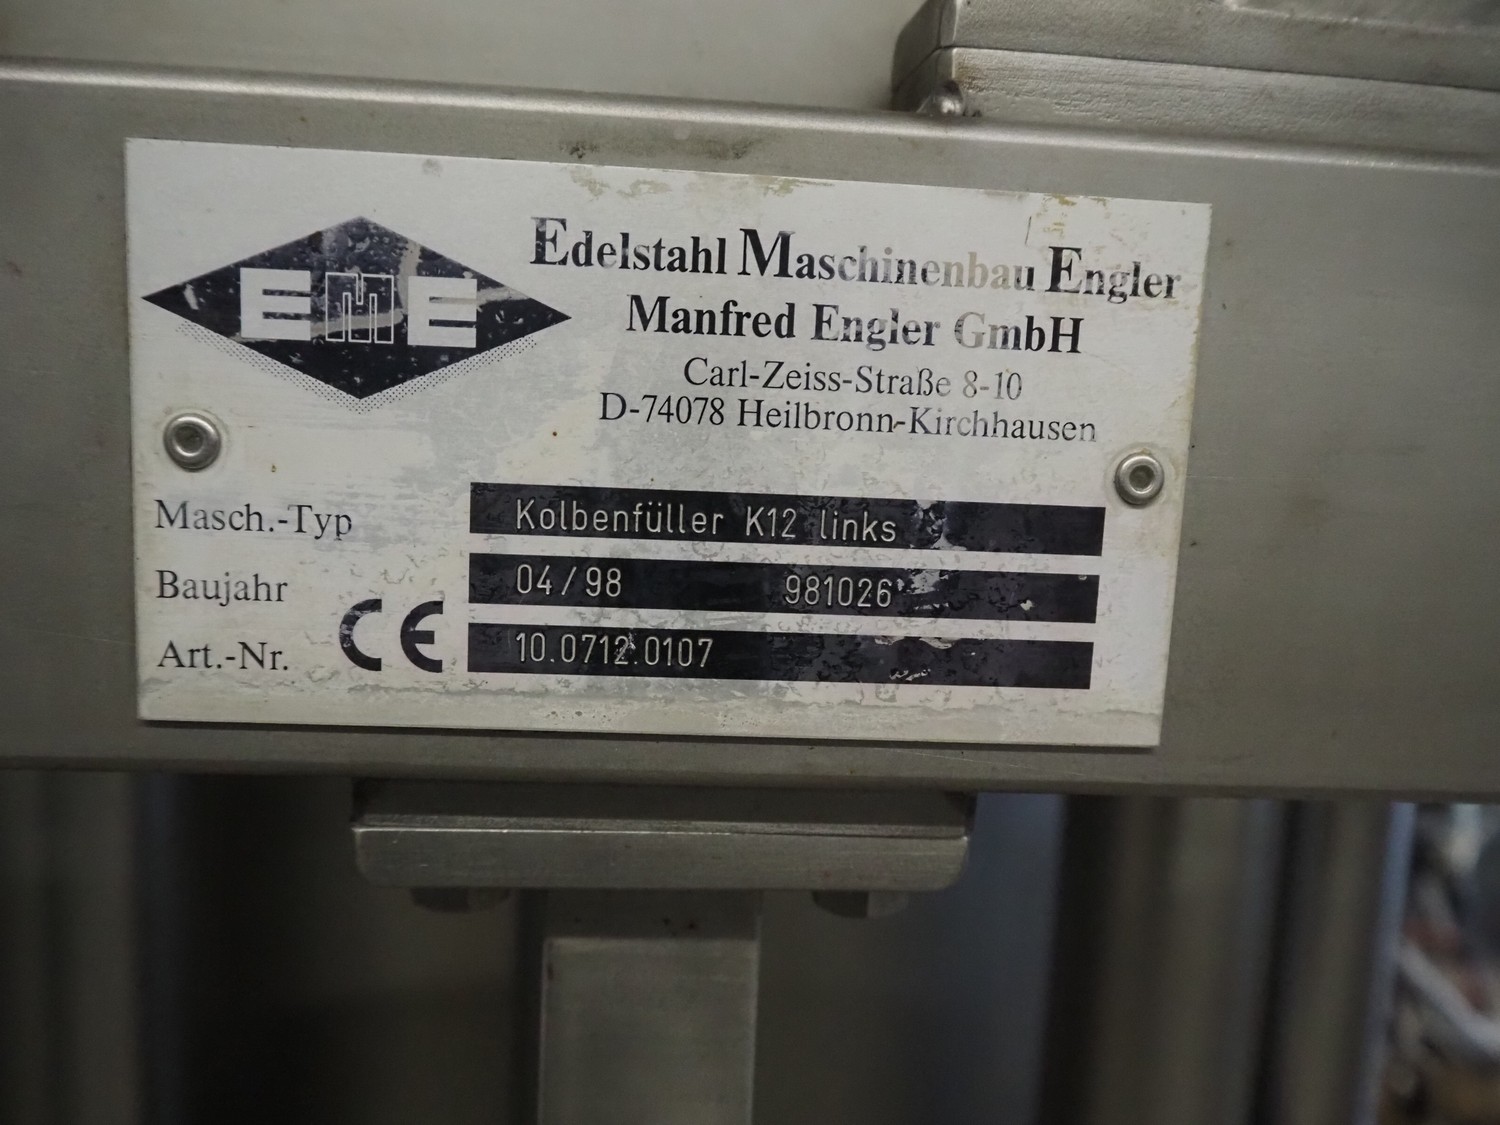 EME
Edelstahl Maschinenbau Engler
Manfred Engler GmbH
Carl-Zeiss-Straße 8-10
D-74078 Heilbronn-Kirchhausen
Masch.-Typ Kolbenfüller K12 links
Baujahr 04/98 981026
Art.-Nr. CE 10.0712.0107